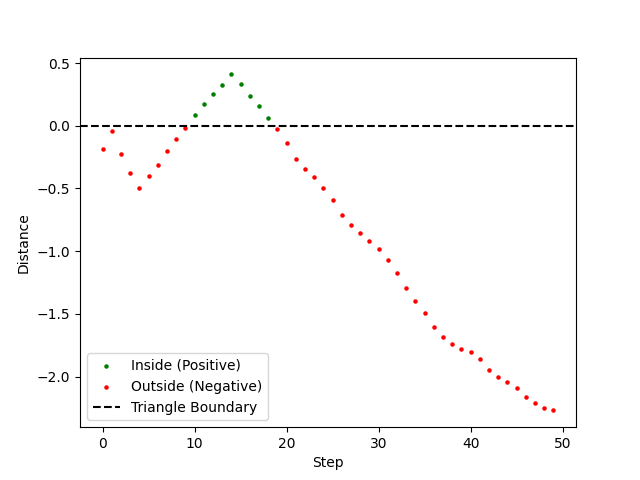 0.5
0.0
−0.5
−1.0
−1.5
−2.0
Distance
Inside (Positive)
Outside (Negative)
Triangle Boundary
0 10 20 30 40 50
Step